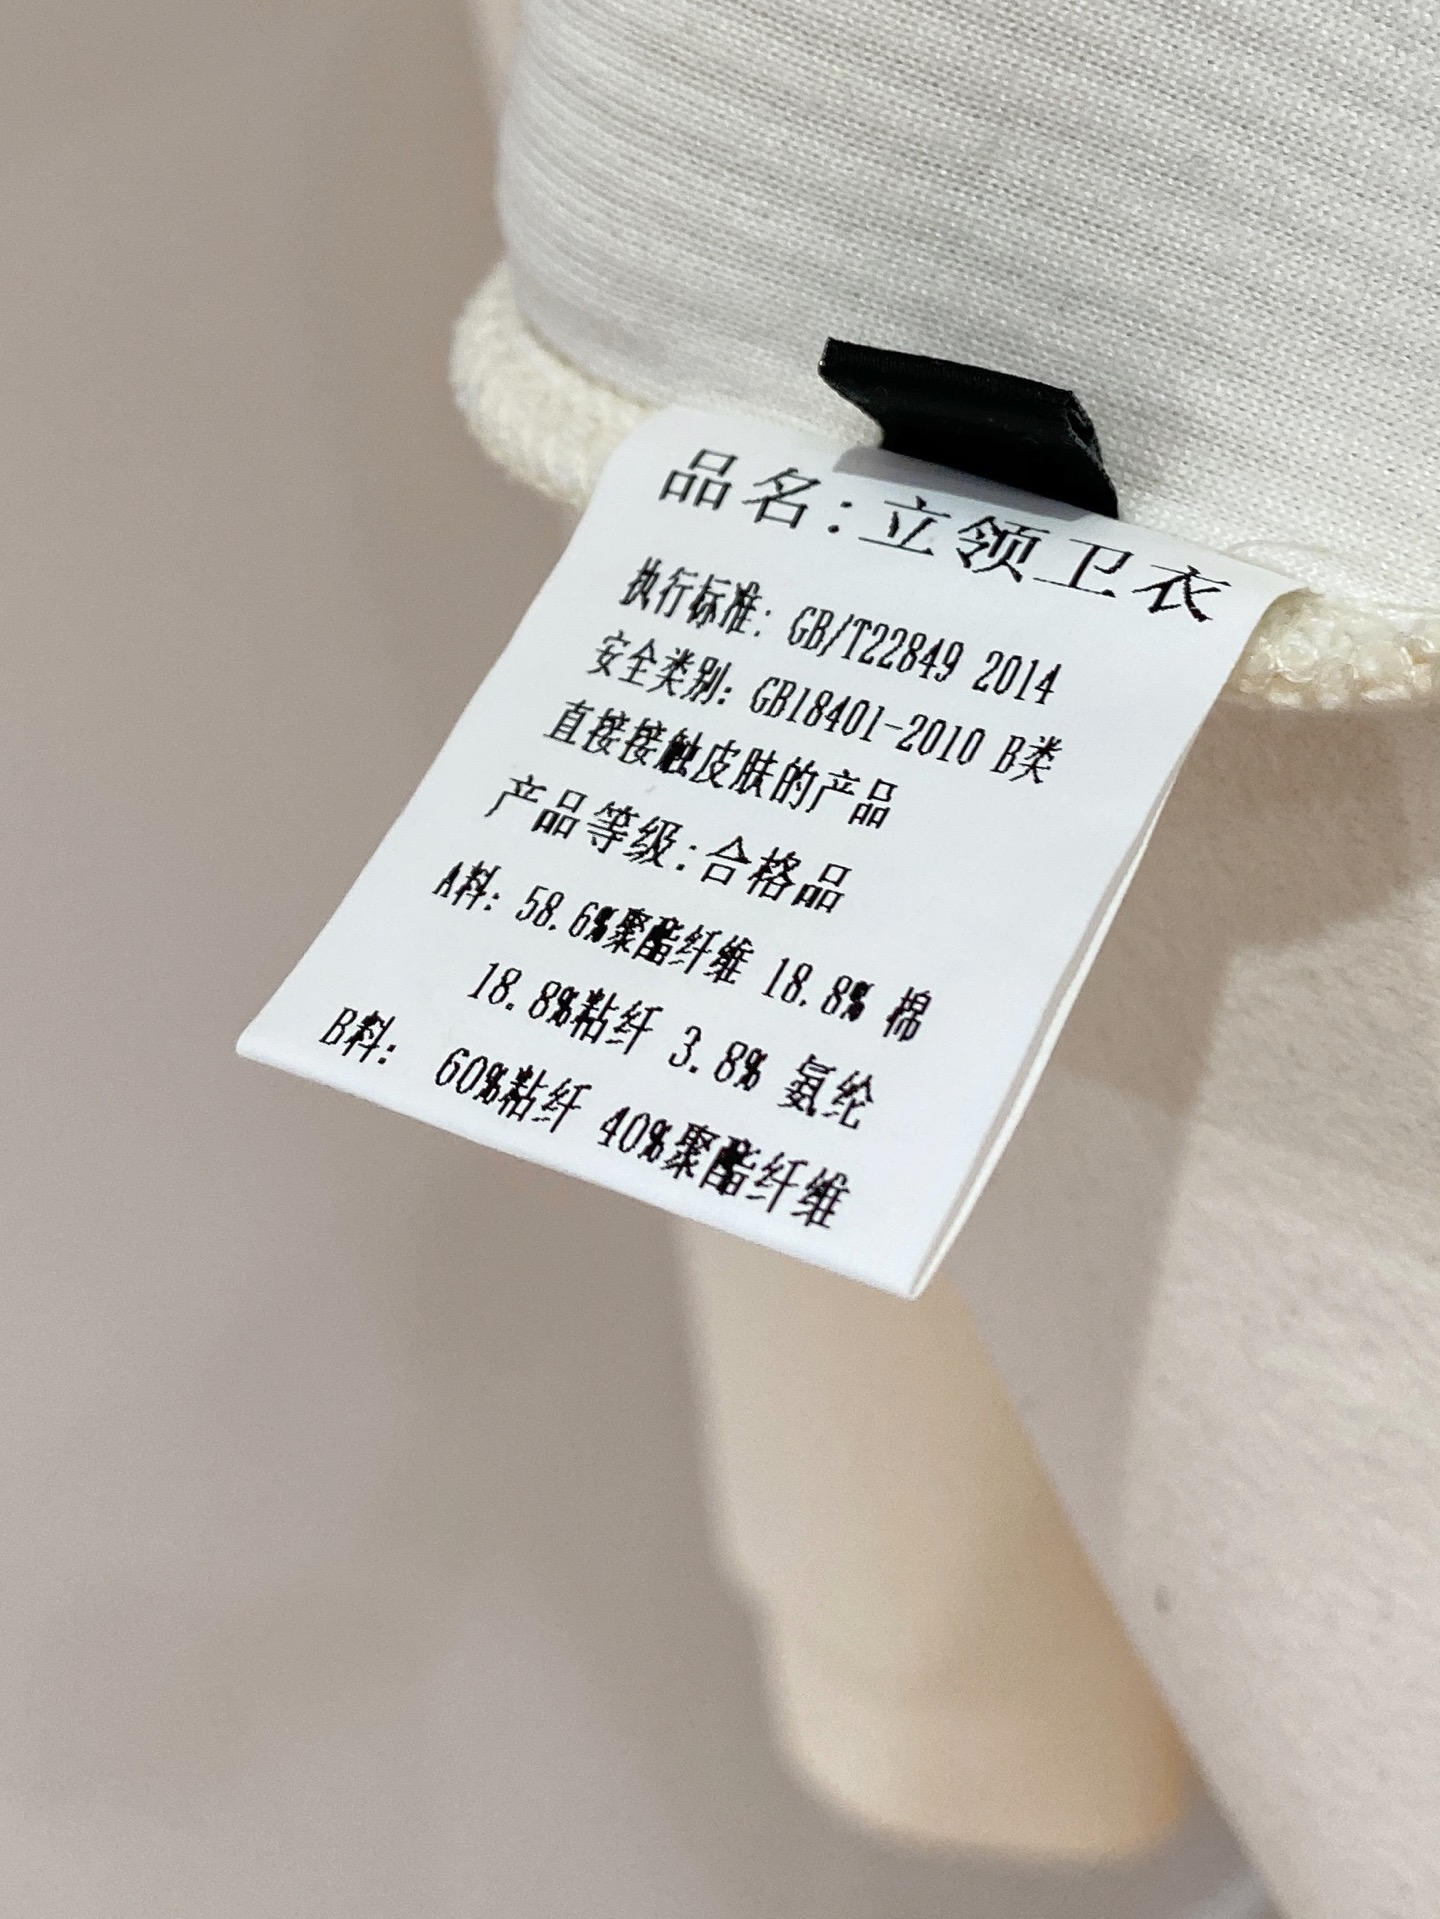 品名:立领卫衣
执行标准: GB/T22849 2014
安全类别: GB18401-2010 B类
直接接触皮肤的产品
产品等级:合格品
A料: 58.6%聚酯纤维 18.8% 棉
18.8%粘纤 3.8% 氨纶
B料: 60%粘纤 40%聚酯纤维